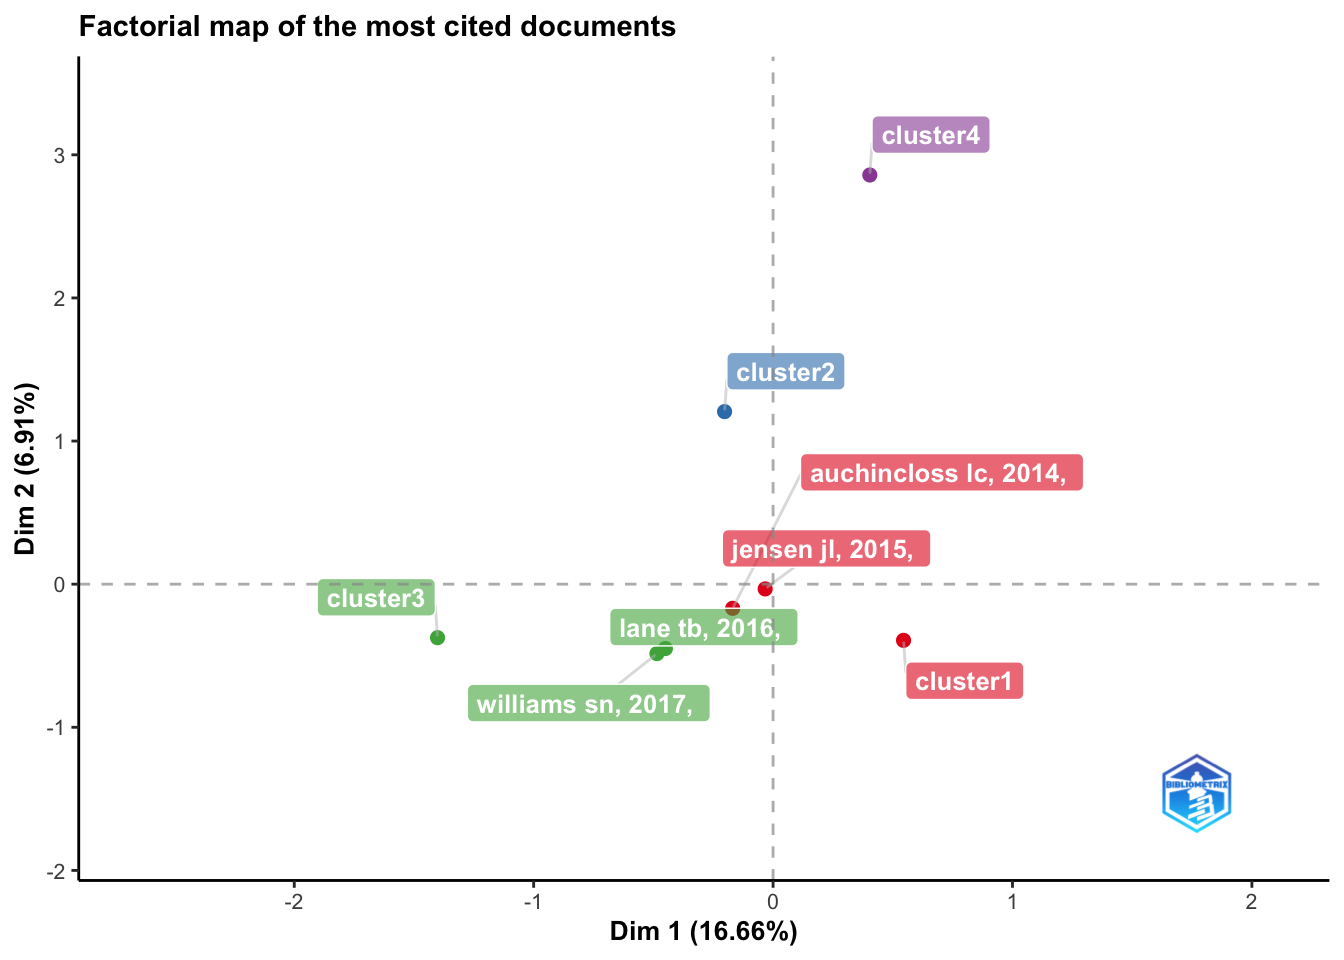 Factorial map of the most cited documents
cluster4
3
2
cluster2
1
auchincloss lc, 2014,
jensen jl, 2015,
0
cluster3
lane tb, 2016,
cluster1
williams sn, 2017,
-1
BIBLIOMETRIX
-2
-2 -1 0 1 2
Dim 1 (16.66%)
Dim 2 (6.91%)